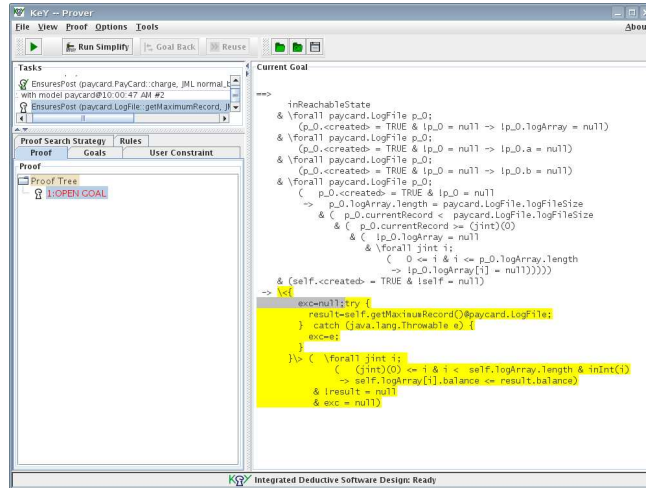 KeY -- Prover
File View Proof Options Tools Abou
Run Simplify Goal Back Reuse
Tasks
EnsuresPost (paycard.PayCard::charge, JML normal_b
with model paycard@10:00:47 AM #2
EnsuresPost (paycard.LogFile::getMaximumRecord, JM
Proof Search Strategy Rules
Proof Goals User Constraint
Proof
Proof Tree
1:OPEN GOAL
Current Goal
==>
inReachableState
& \forall paycard.LogFile p_0;
(p_0.<created> = TRUE & !p_0 = null -> !p_0.logArray = null)
& \forall paycard.LogFile p_0;
(p_0.<created> = TRUE & !p_0 = null -> !p_0.a = null)
& \forall paycard.LogFile p_0;
(p_0.<created> = TRUE & !p_0 = null -> !p_0.b = null)
& \forall paycard.LogFile p_0;
( p_0.<created> = TRUE & !p_0 = null
-> p_0.logArray.length = paycard.LogFile.logFileSize
& ( p_0.currentRecord < paycard.LogFile.logFileSize
& ( p_0.currentRecord >= (jint)(0)
& ( !p_0.logArray = null
& \forall jint i;
( 0 <= i & i <= p_0.logArray.length
-> !p_0.logArray[i] = null)))))
& (self.<created> = TRUE & !self = null)
-> \<{
exc=null;try {
result=self.getMaximumRecord()@paycard.LogFile;
} catch (java.lang.Throwable e) {
exc=e;
}
}\> ( \forall jint i;
( (jint)(0) <= i & i < self.logArray.length & inInt(i)
-> self.logArray[i].balance <= result.balance)
& !result = null
& exc = null)
KeY Integrated Deductive Software Design: Ready